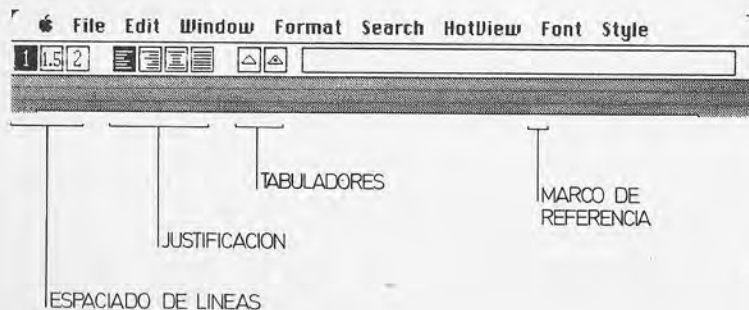 File Edit Window Format Search HotView Font Style
1 1.5 2
TABULADORES
MARCO DE
REFERENCIA
JUSTIFICACION
ESPACIADO DE LINEAS